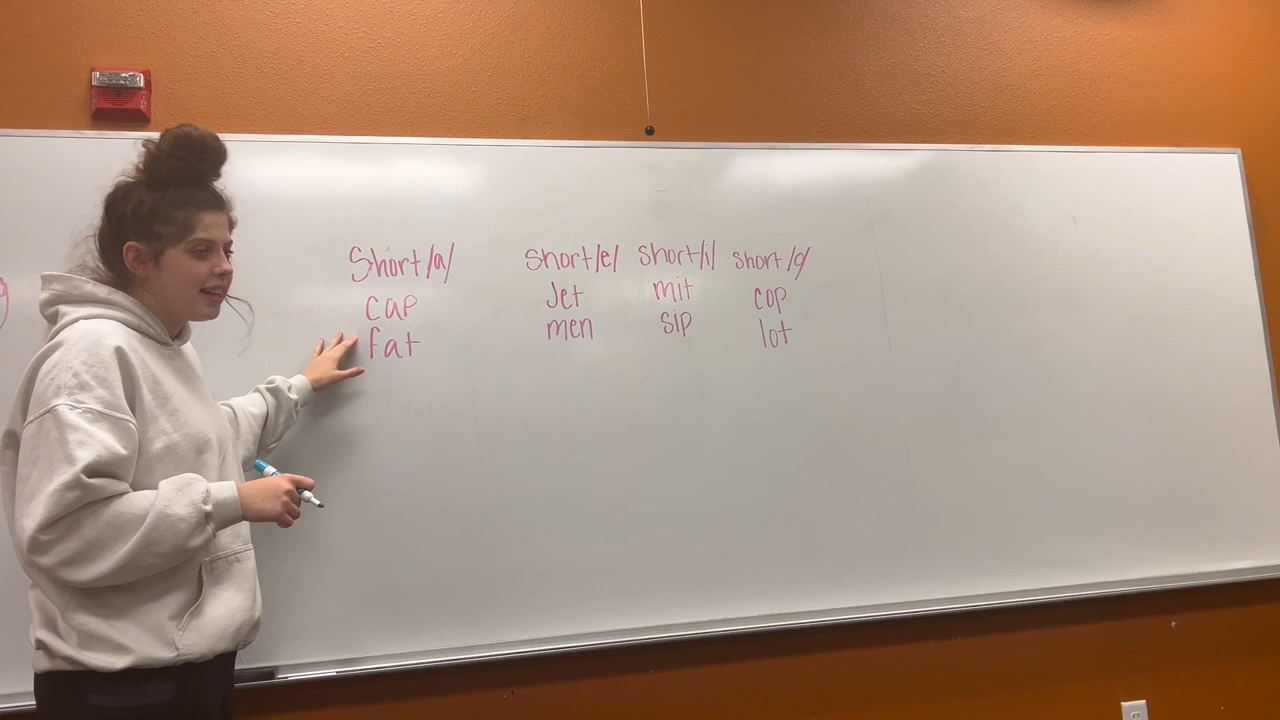 Short /a/
cap
fat
short /e/
Jet
men
short /i/
mit
sip
short /o/
cop
lot